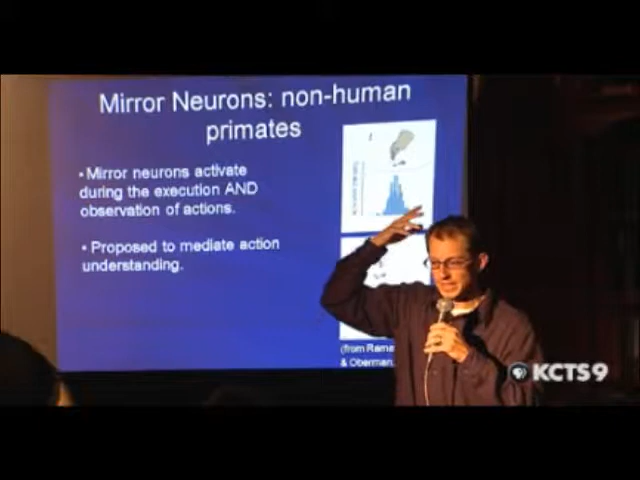 Mirror Neurons: non-human
primates
• Mirror neurons activate
during the execution AND
observation of actions.
• Proposed to mediate action
understanding.
(from Rama
& Oberman,
KCTS9